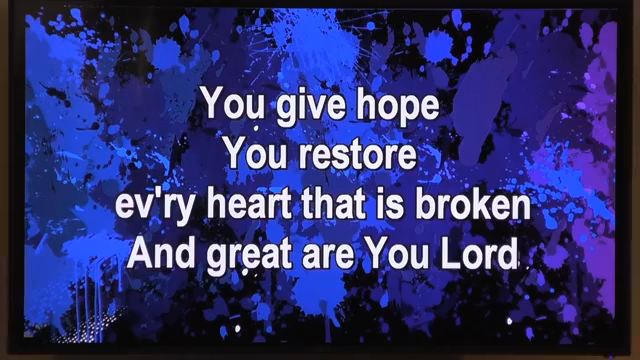 You give hope
You restore
ev'ry heart that is broken
And great are You Lord